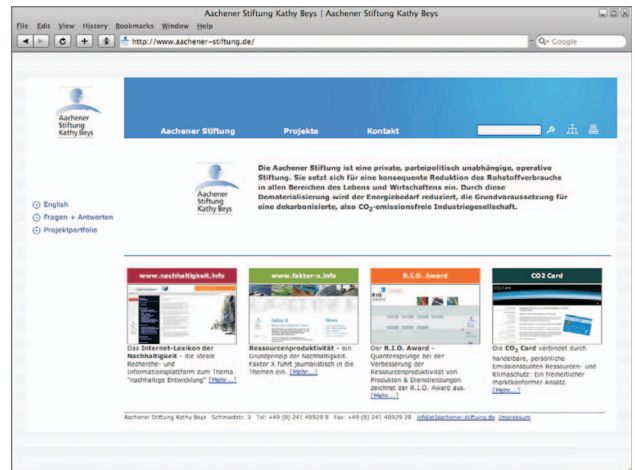 Aachener Stiftung Kathy Beys | Aachener Stiftung Kathy Beys
File Edit View History Bookmarks Window Help
http://www.aachener-stiftung.de/
Google
Aachener
Stiftung
Kathy Beys
Aachener Stiftung Projekte Kontakt
Aachener
Stiftung
Kathy Beys
Die Aachener Stiftung ist eine private, parteipolitisch unabhängige, operative
Stiftung. Sie setzt sich für eine konsequente Reduktion des Rohstoffverbrauchs
in allen Bereichen des Lebens und Wirtschaftens ein. Durch diese
Dematerialisierung wird der Energiebedarf reduziert, die Grundvoraussetzung für
eine dekarbonisierte, also CO2-emissionsfreie Industriegesellschaft.
English
Fragen + Antworten
Projektportfolio
www.nachhaltigkeit.info
Das Internet-Lexikon der
Nachhaltigkeit - die ideale
Recherche- und
Informationsplattform zum Thema
"nachhaltige Entwicklung" [Mehr...]
www.faktor-x.info
Faktor X
News
Ressourcenproduktivität - ein
Grundprinzip der Nachhaltigkeit.
Faktor X führt journalistisch in die
Themen ein. [Mehr...]
R.I.O. Award
RIO
Der R.I.O. Award -
Quintensprünge bei der
Verbesserung der
Ressourcenproduktivität von
Produkten & Dienstleistungen
zeichnet der R.I.O. Award aus.
[Mehr...]
CO2 Card
CO2Card
Die CO2 Card verbindet durch
handelbare, persönliche
Emissionsquoten Ressourcen- und
Klimaschutz: Ein freiheitlicher
marktkonformer Ansatz.
[Mehr...]
Aachener Stiftung Kathy Beys Schmiedstr. 3 Tel: +49 (0) 241 40929 0 Fax: +49 (0) 241 40929 20 info[at]aachener-stiftung.de Impressum